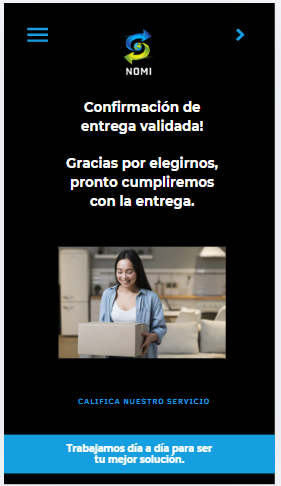 NOMI
Confirmación de
entrega validada!
Gracias por elegirnos,
pronto cumpliremos
con la entrega.
CALIFICA NUESTRO SERVICIO
Trabajamos día a día para ser
tu mejor solución.